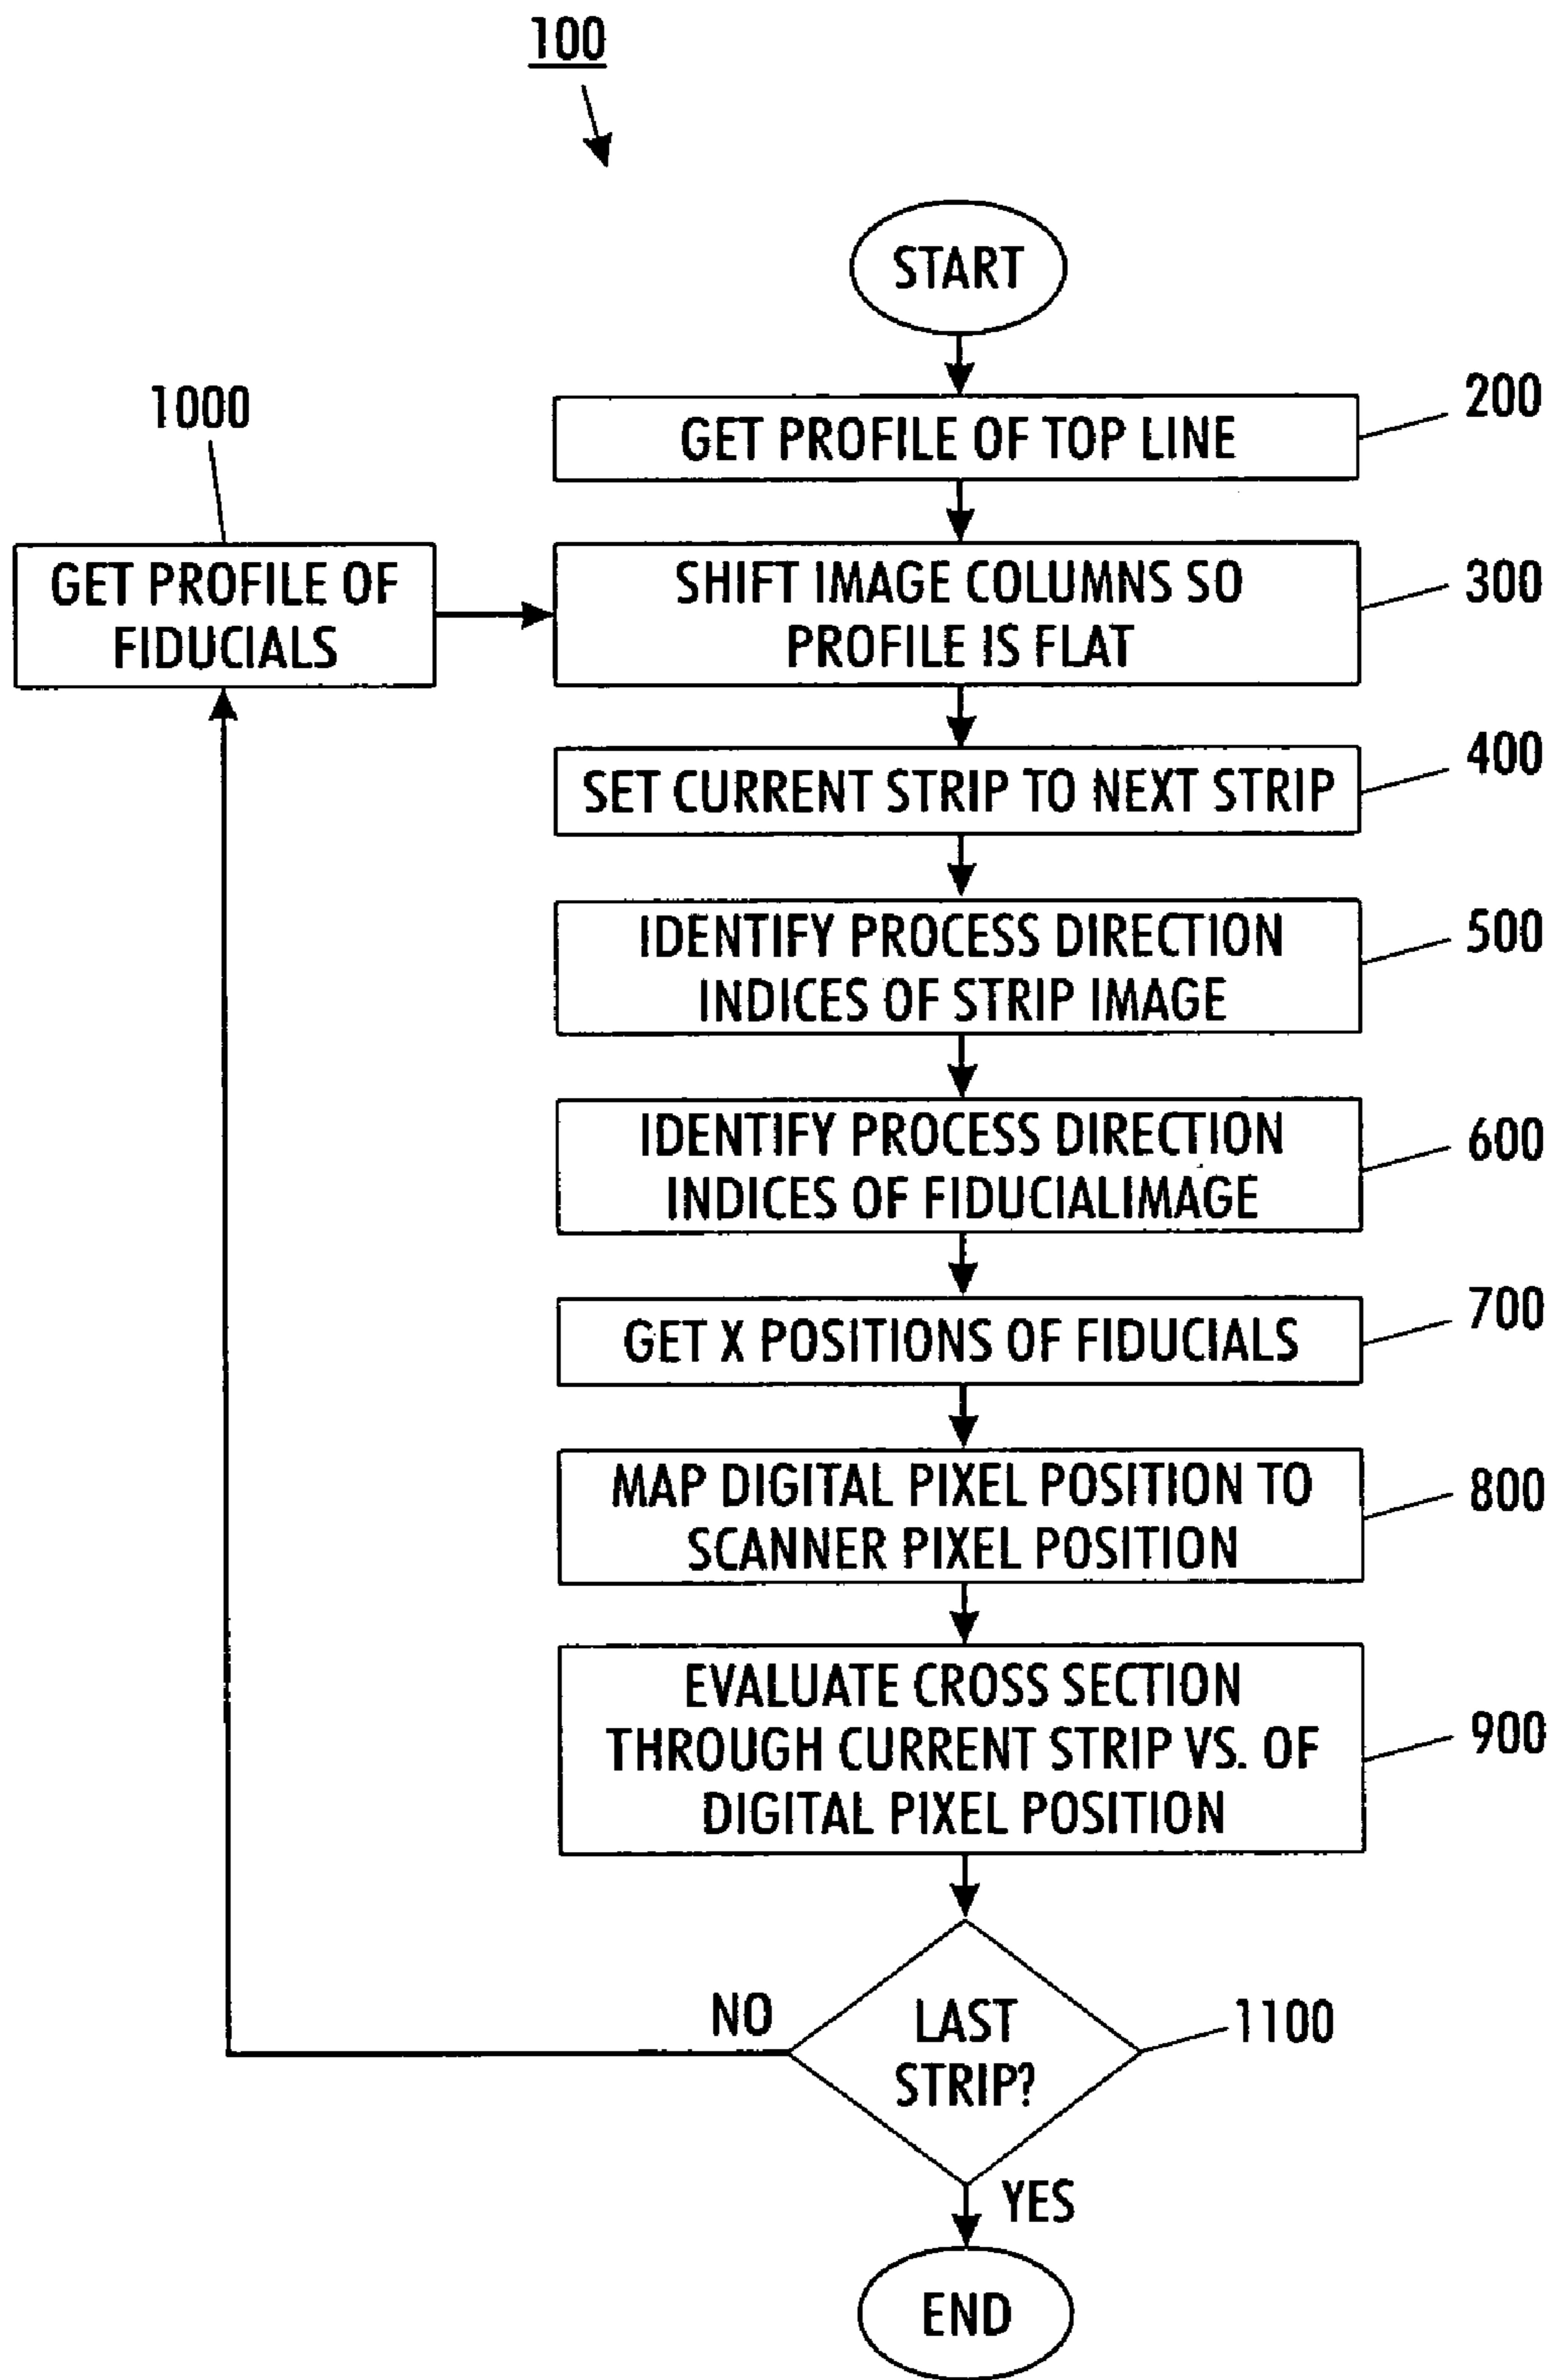 100
START
GET PROFILE OF TOP LINE
200
1000
GET PROFILE OF
FIDUCIALS
SHIFT IMAGE COLUMNS SO
PROFILE IS FLAT
300
SET CURRENT STRIP TO NEXT STRIP
400
IDENTIFY PROCESS DIRECTION
INDICES OF STRIP IMAGE
500
IDENTIFY PROCESS DIRECTION
INDICES OF FIDUCIALIMAGE
600
GET X POSITIONS OF FIDUCIALS
700
MAP DIGITAL PIXEL POSITION TO
SCANNER PIXEL POSITION
800
EVALUATE CROSS SECTION
THROUGH CURRENT STRIP VS. OF
DIGITAL PIXEL POSITION
900
NO
LAST
STRIP?
1100
YES
END